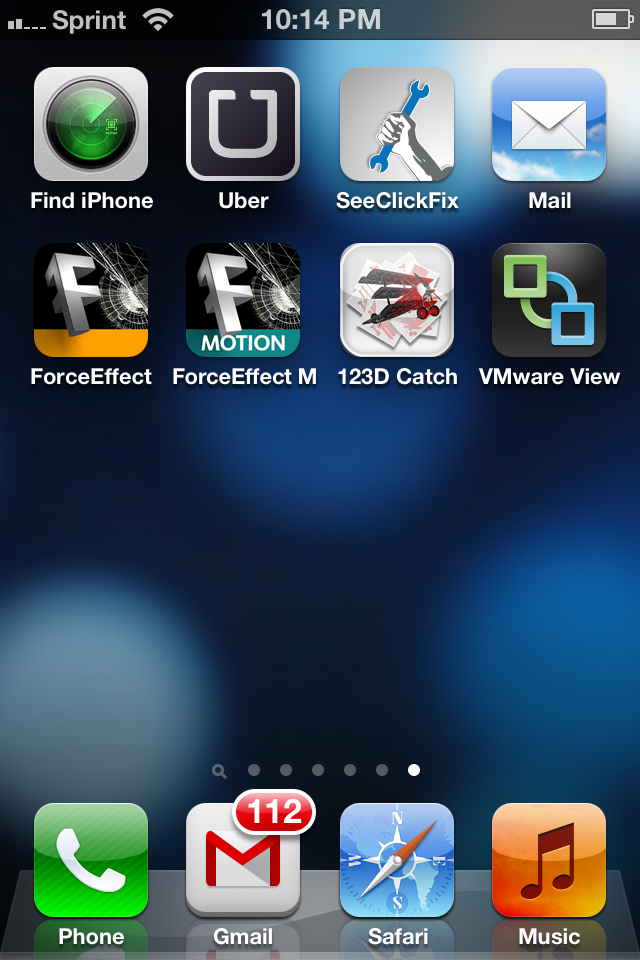 Sprint 10:14 PM
Find iPhone Uber SeeClickFix Mail
MOTION
ForceEffect ForceEffect M 123D Catch VMware View
112
N
S
Phone Gmail Safari Music